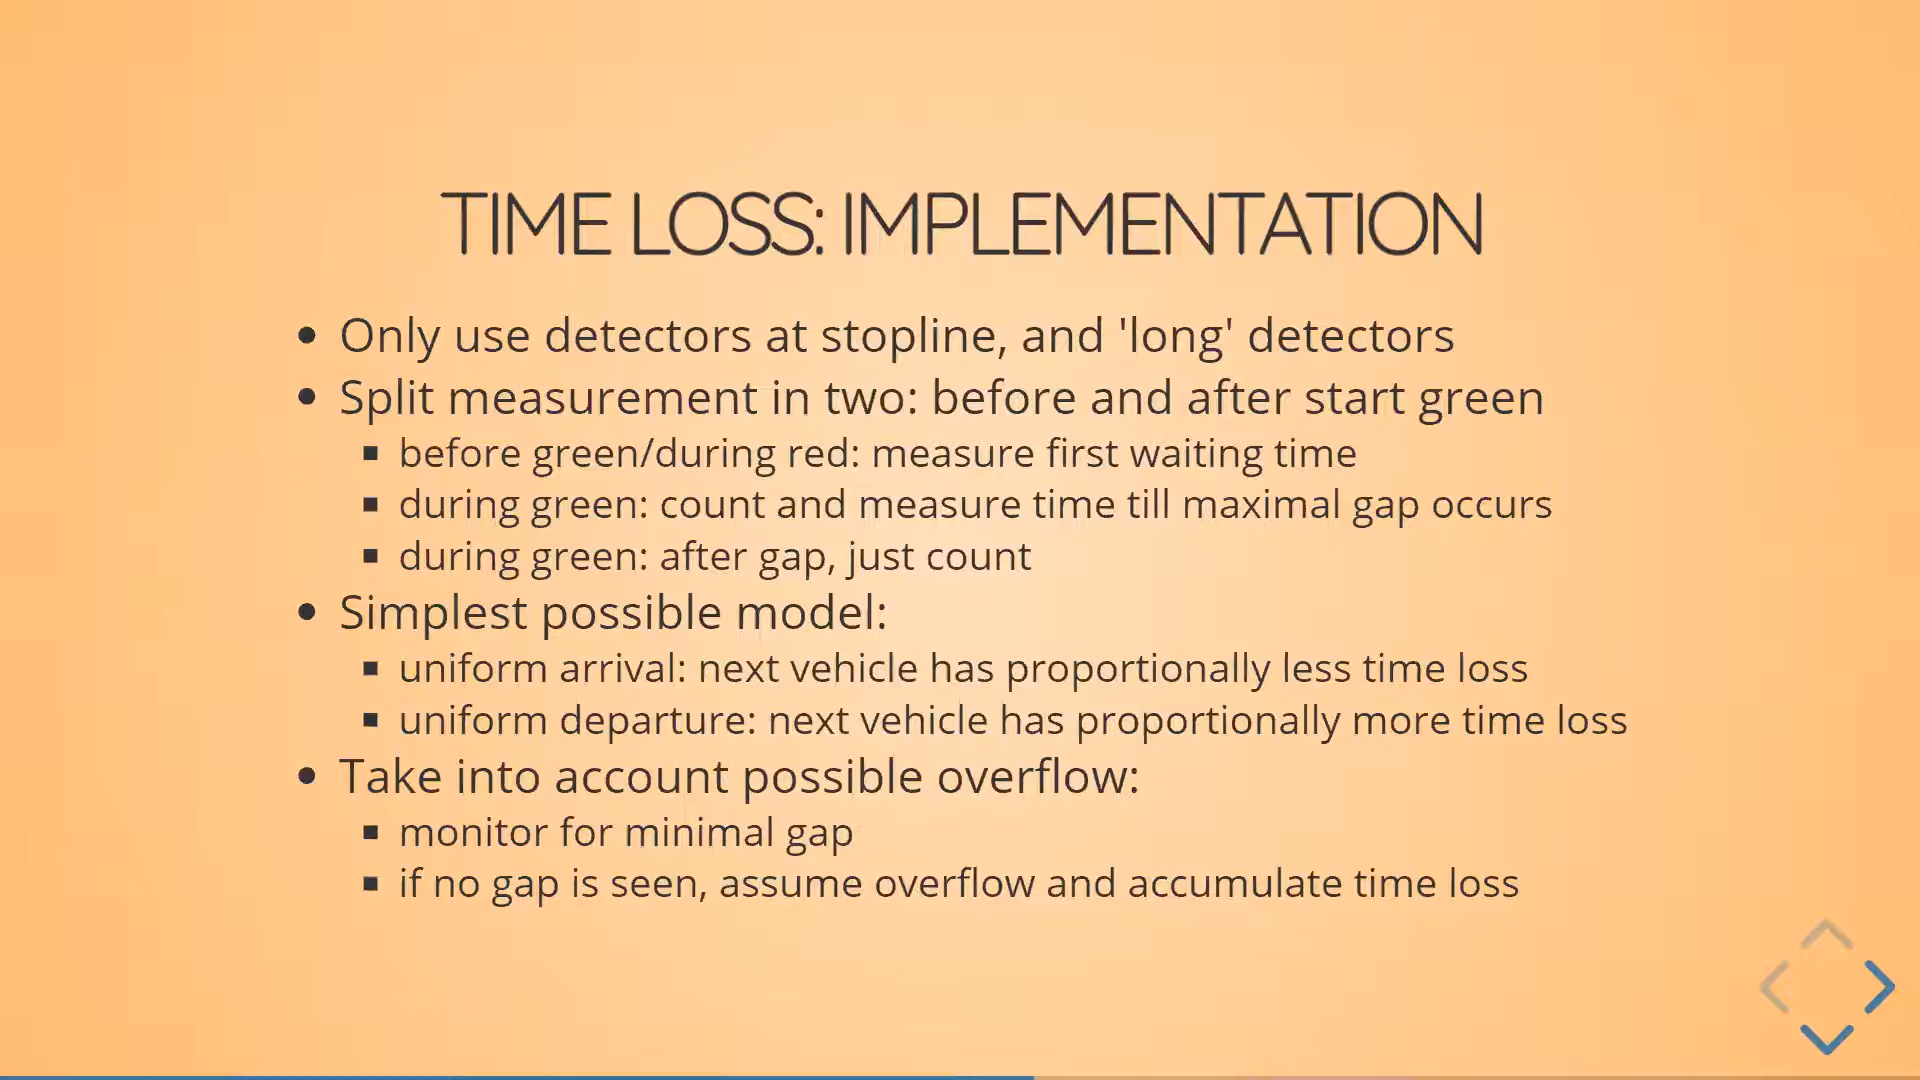 TIME LOSS: IMPLEMENTATION
Only use detectors at stopline, and 'long' detectors
Split measurement in two: before and after start green
before green/during red: measure first waiting time
during green: count and measure time till maximal gap occurs
during green: after gap, just count
Simplest possible model:
uniform arrival: next vehicle has proportionally less time loss
uniform departure: next vehicle has proportionally more time loss
Take into account possible overflow:
monitor for minimal gap
if no gap is seen, assume overflow and accumulate time loss